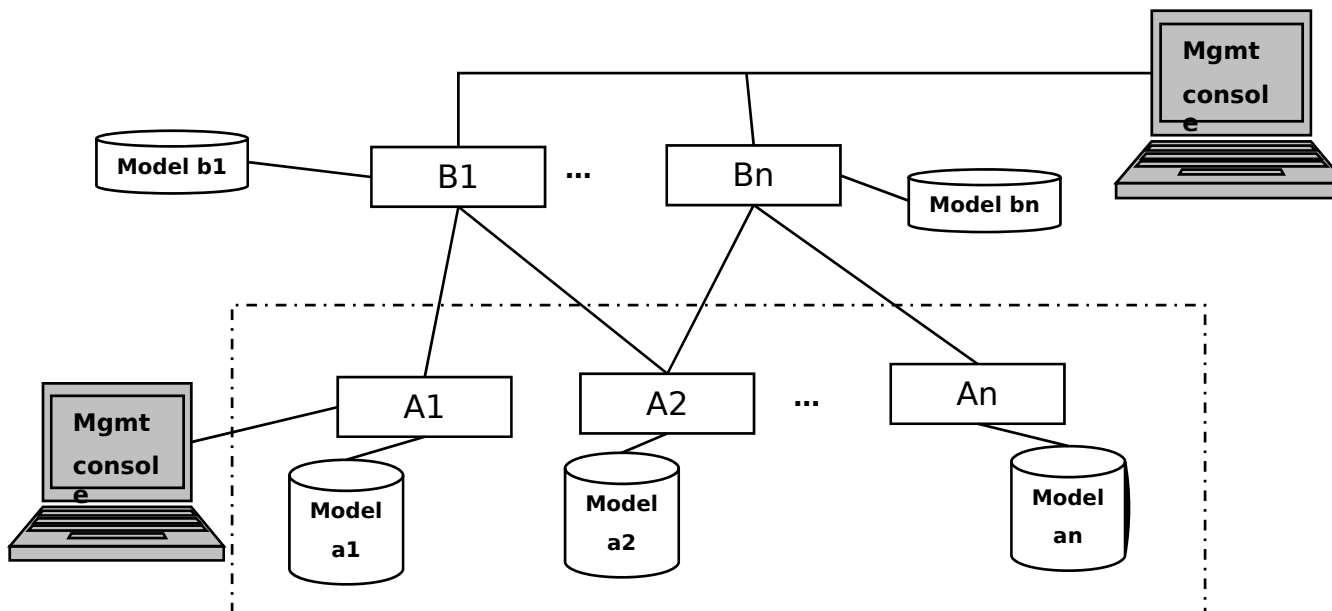 Mgmt
consol
e
Model b1
B1
...
Bn
Model bn
A1
A2
...
An
Mgmt
consol
e
Model
a1
Model
a2
Model
an